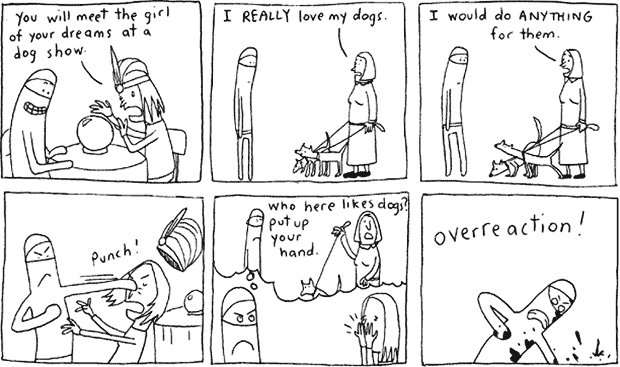 You will meet the girl
of your dreams at a
dog show.
I REALLY love my dogs.
I would do ANYTHING
for them.
Punch!
who here likes dogs?
put up
your
hand.
overreaction!